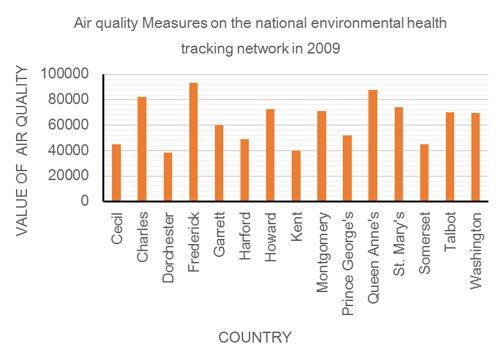 Air quality Measures on the national environmental health
tracking network in 2009
VALUE OF AIR QUALITY
100000
80000
60000
40000
20000
0
Cecil
Charles
Dorchester
Frederick
Garrett
Harford
Howard
Kent
Montgomery
Prince George's
Queen Anne's
St. Mary's
Somerset
Talbot
Washington
COUNTRY